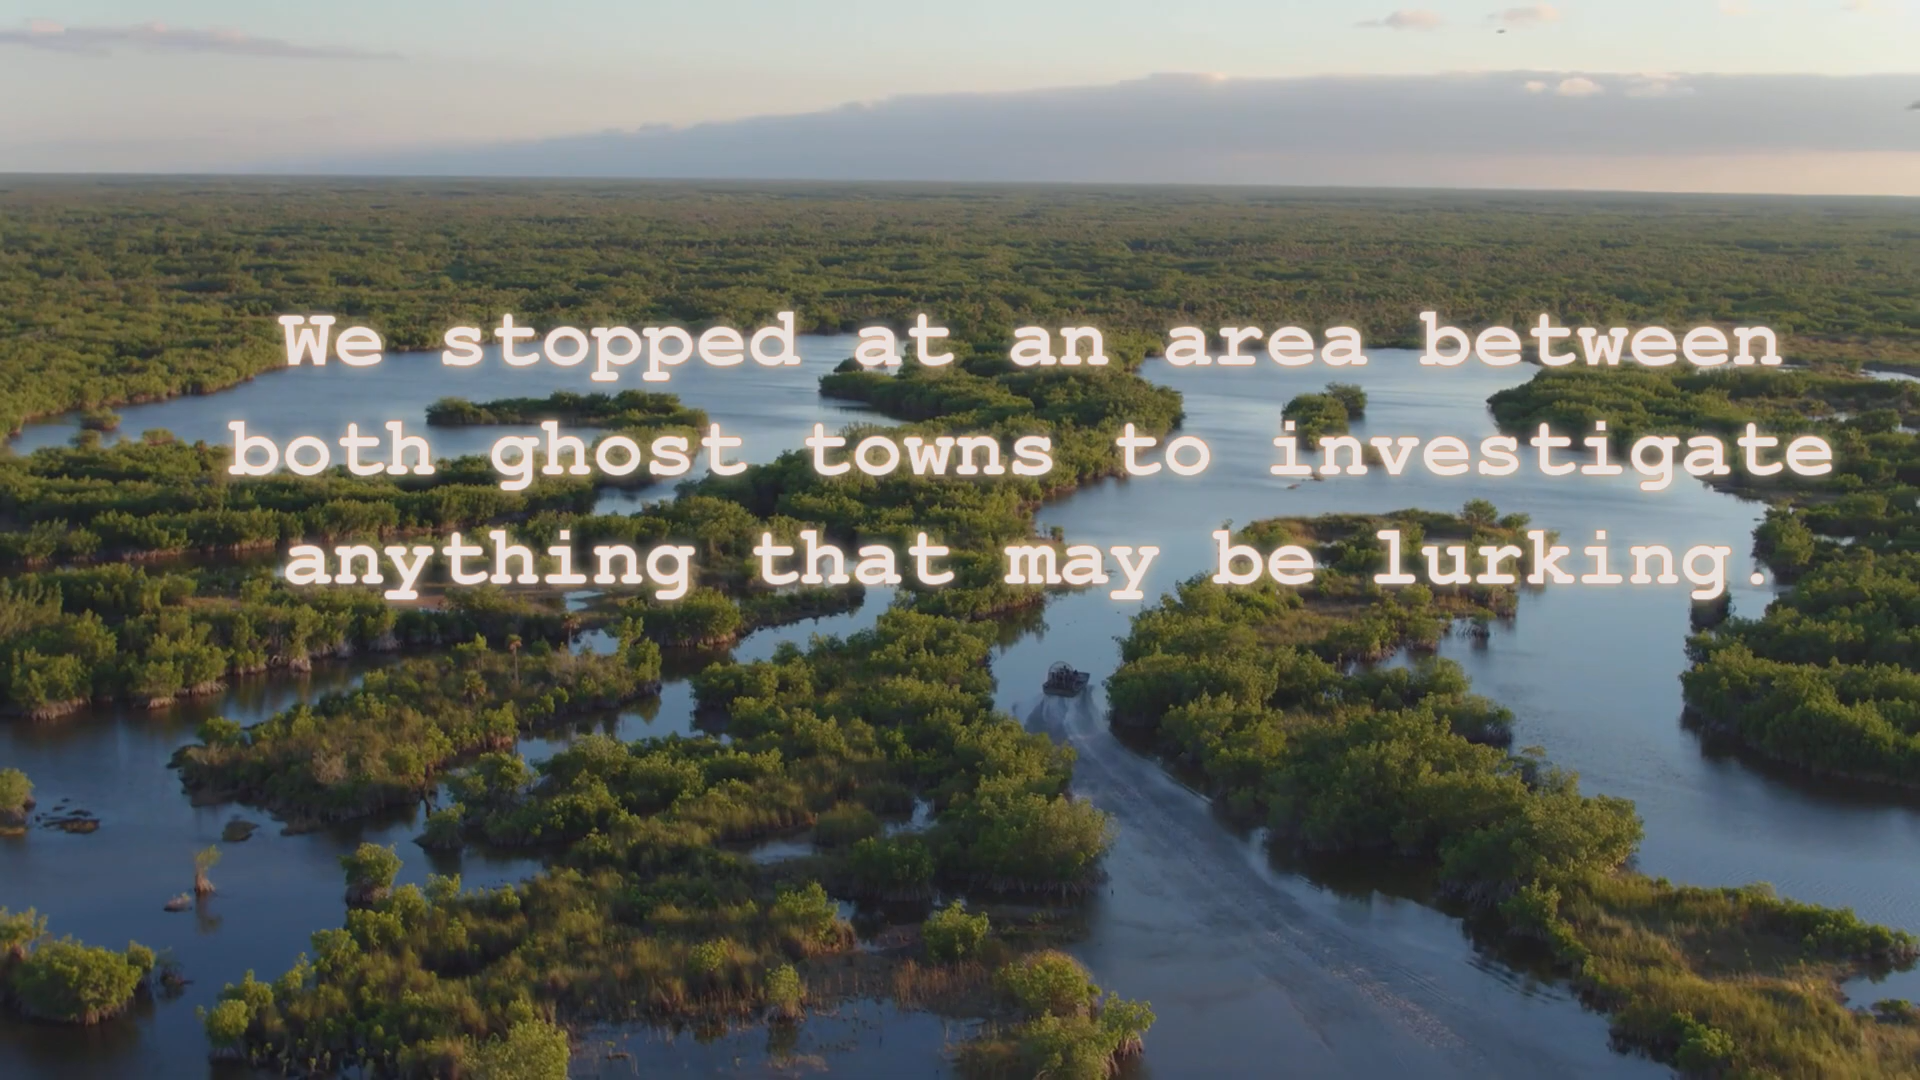 We stopped at an area between
both ghost towns to investigate
anything that may be lurking.